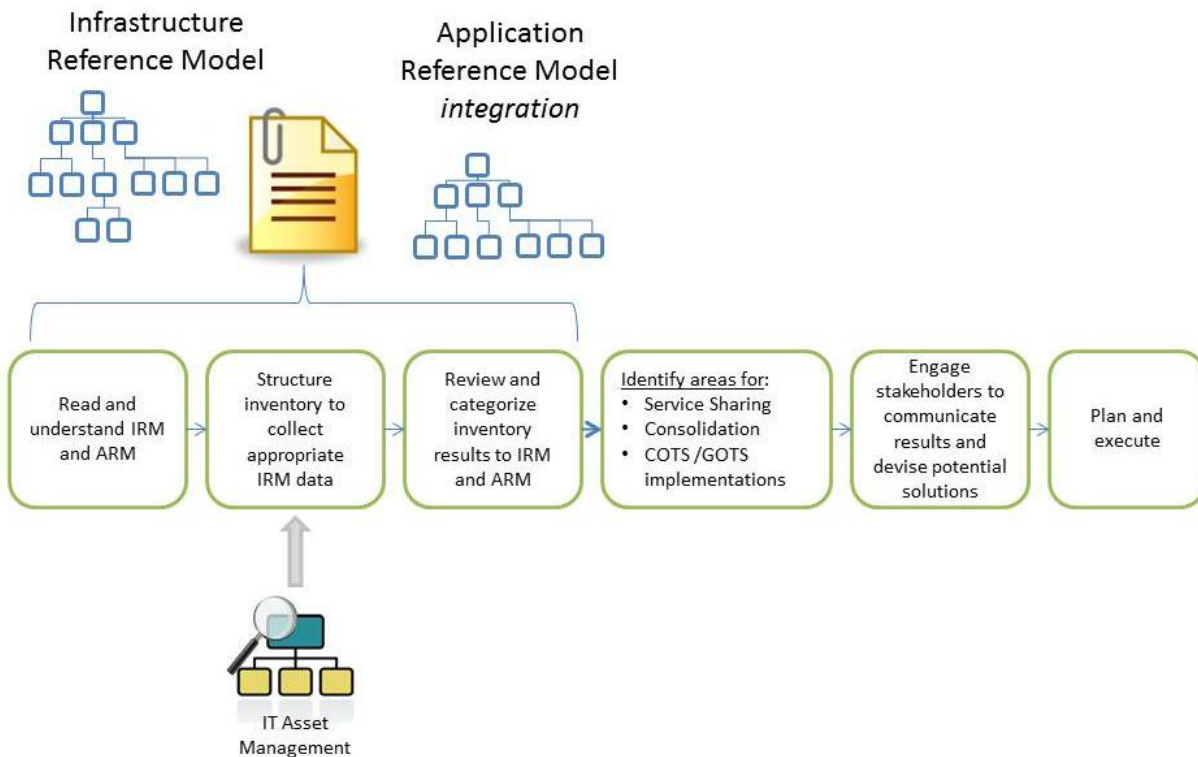 Infrastructure
Reference Model
Application
Reference Model
integration
Read and
understand IRM
and ARM
Structure
inventory to
collect
appropriate
IRM data
Review and
categorize
inventory
results to IRM
and ARM
Identify areas for:
• Service Sharing
• Consolidation
• COTS /GOTS
implementations
Engage
stakeholders to
communicate
results and
devise potential
solutions
Plan and
execute
IT Asset
Management